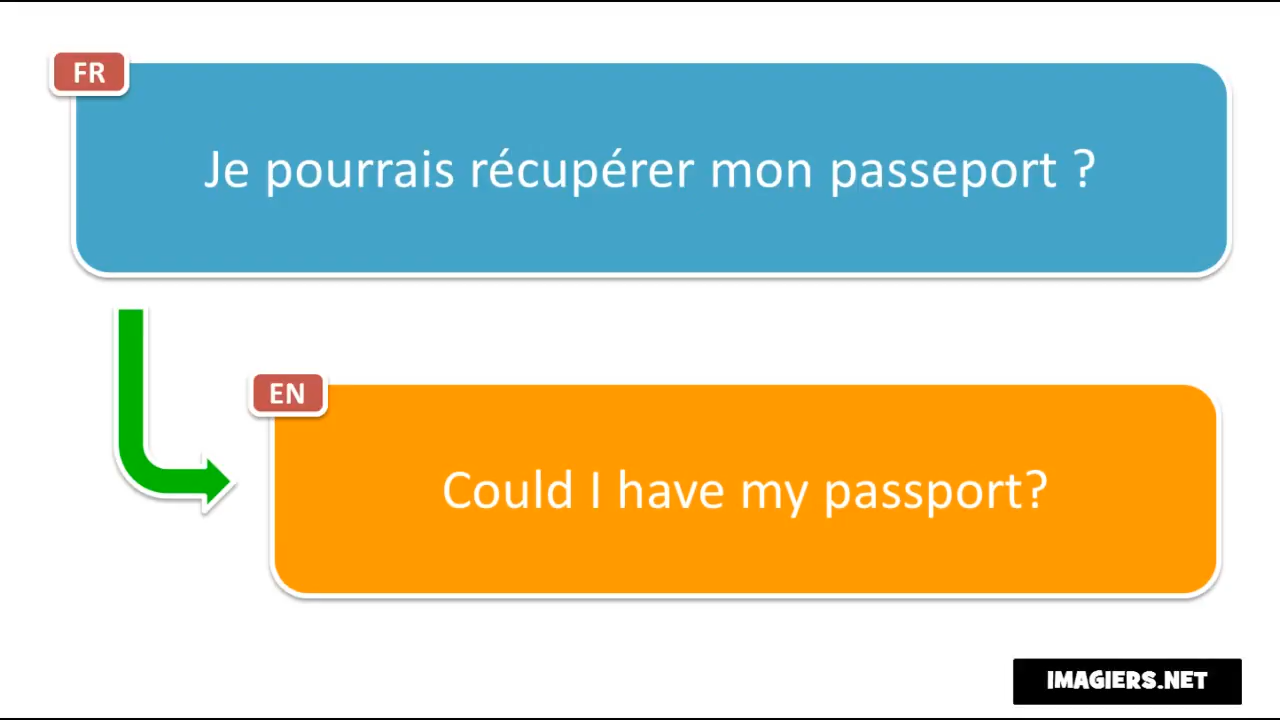 FR
Je pourrais récupérer mon passeport ?
EN
Could I have my passport?
IMAGIERS.NET